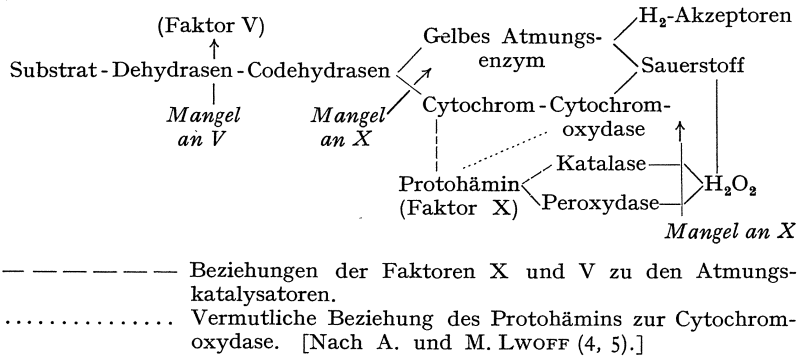 H₂-Akzeptoren
(Faktor V)
Gelbes Atmungs-
enzym
Substrat-Dehydrasen-Codehydrasen
Sauerstoff
Mangel
an V
Mangel
an X
Cytochrom-Cytochrom-
oxydase
Katalase
Protohämin
(Faktor X)
H₂O₂
Peroxydase
Mangel an X
Beziehungen der Faktoren X und V zu den Atmungs-
katalysatoren.
Vermutliche Beziehung des Protohämins zur Cytochrom-
oxydase. [Nach A. und M. LWOFF (4, 5).]